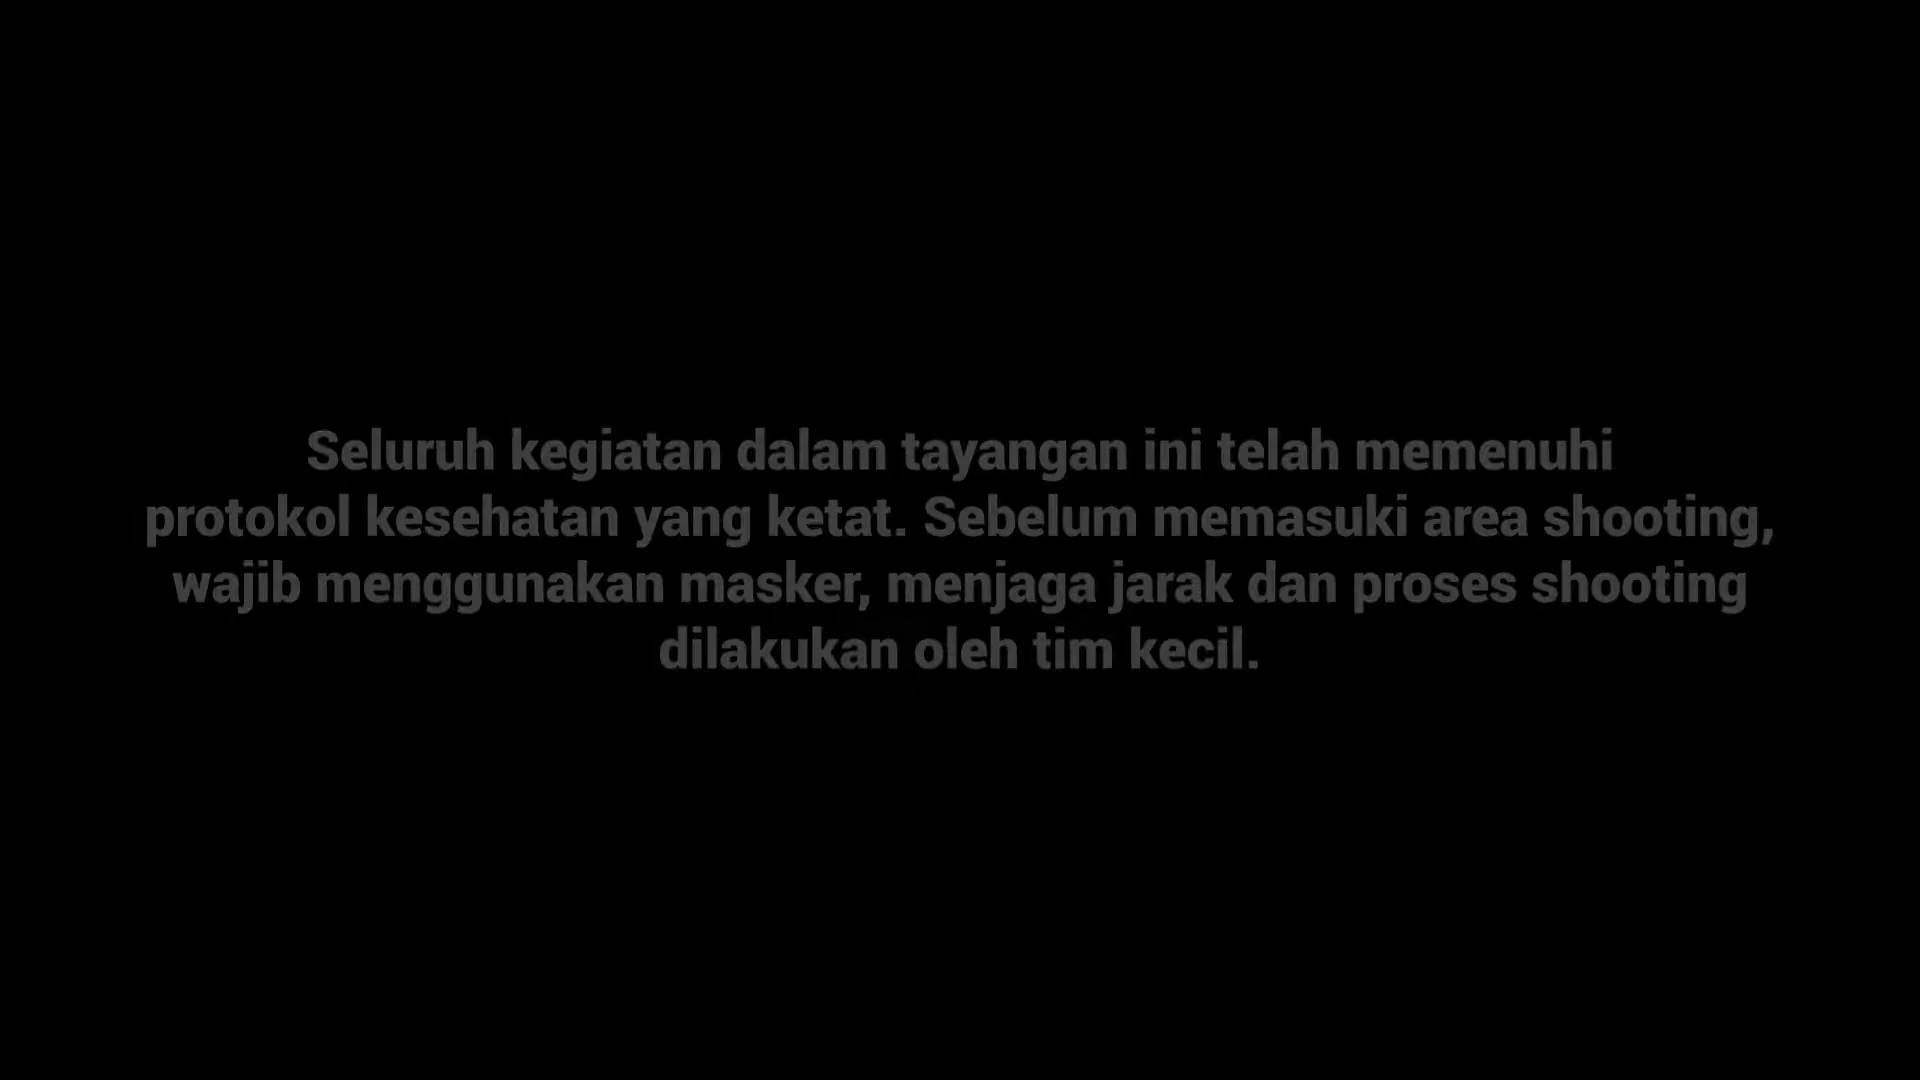 Seluruh kegiatan dalam tayangan ini telah memenuhi
protokol kesehatan yang ketat. Sebelum memasuki area shooting,
wajib menggunakan masker, menjaga jarak dan proses shooting
dilakukan oleh tim kecil.